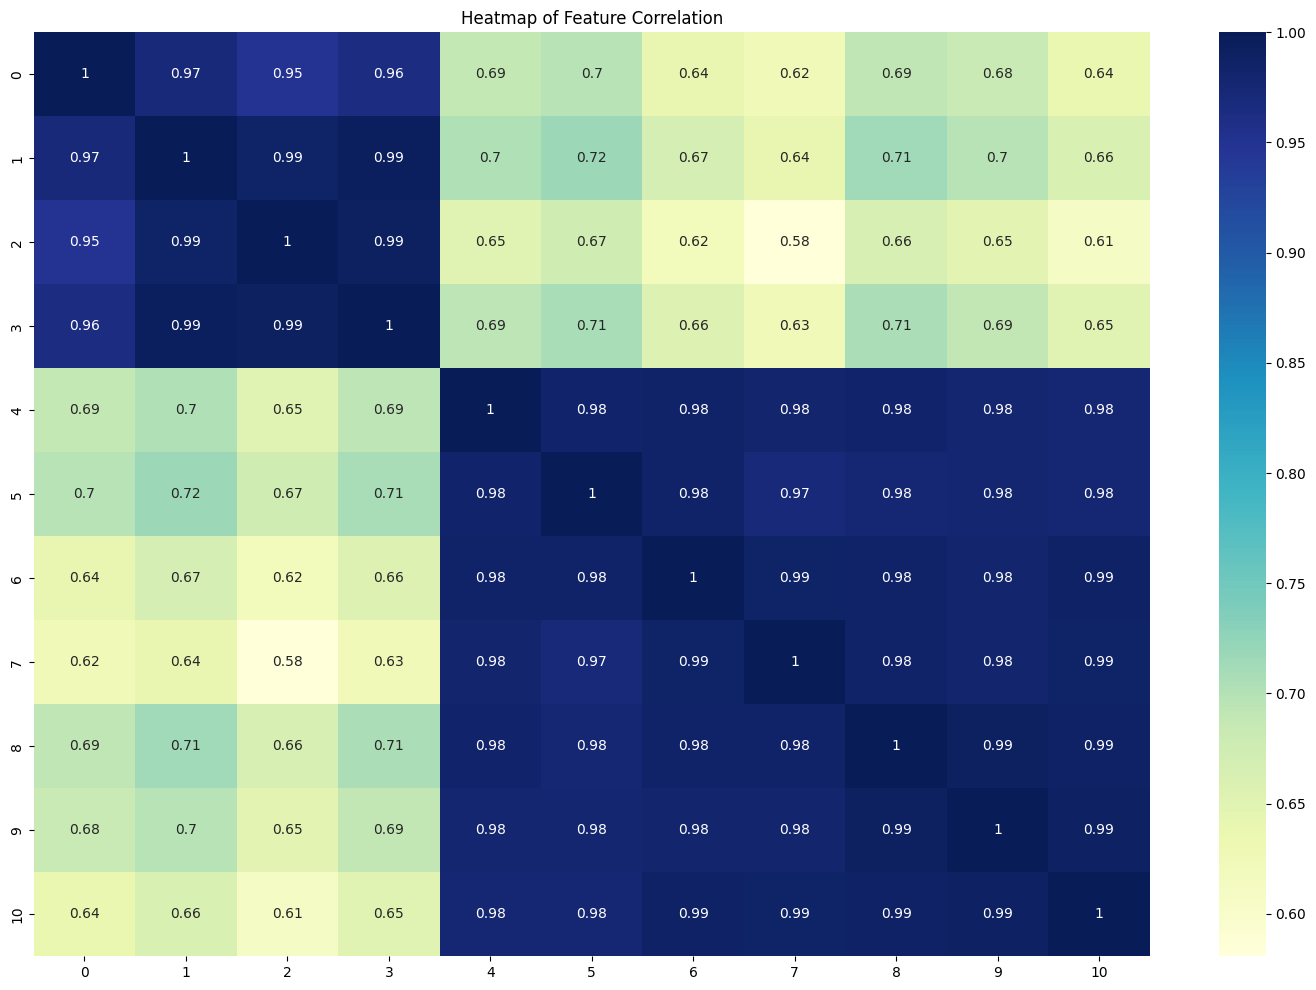 Heatmap of Feature Correlation
0 1 0.97 0.95 0.96 0.69 0.7 0.64 0.62 0.69 0.68 0.64
1 0.97 1 0.99 0.99 0.7 0.72 0.67 0.64 0.71 0.7 0.66
2 0.95 0.99 1 0.99 0.65 0.67 0.62 0.58 0.66 0.65 0.61
3 0.96 0.99 0.99 1 0.69 0.71 0.66 0.63 0.71 0.69 0.65
4 0.69 0.7 0.65 0.69 1 0.98 0.98 0.98 0.98 0.98 0.98
5 0.7 0.72 0.67 0.71 0.98 1 0.98 0.97 0.98 0.98 0.98
6 0.64 0.67 0.62 0.66 0.98 0.98 1 0.99 0.98 0.98 0.99
7 0.62 0.64 0.58 0.63 0.98 0.97 0.99 1 0.98 0.98 0.99
8 0.69 0.71 0.66 0.71 0.98 0.98 0.98 0.98 1 0.99 0.99
9 0.68 0.7 0.65 0.69 0.98 0.98 0.98 0.98 0.99 1 0.99
10 0.64 0.66 0.61 0.65 0.98 0.98 0.99 0.99 0.99 0.99 1
0 1 2 3 4 5 6 7 8 9 10
1.00
0.95
0.90
0.85
0.80
0.75
0.70
0.65
0.60